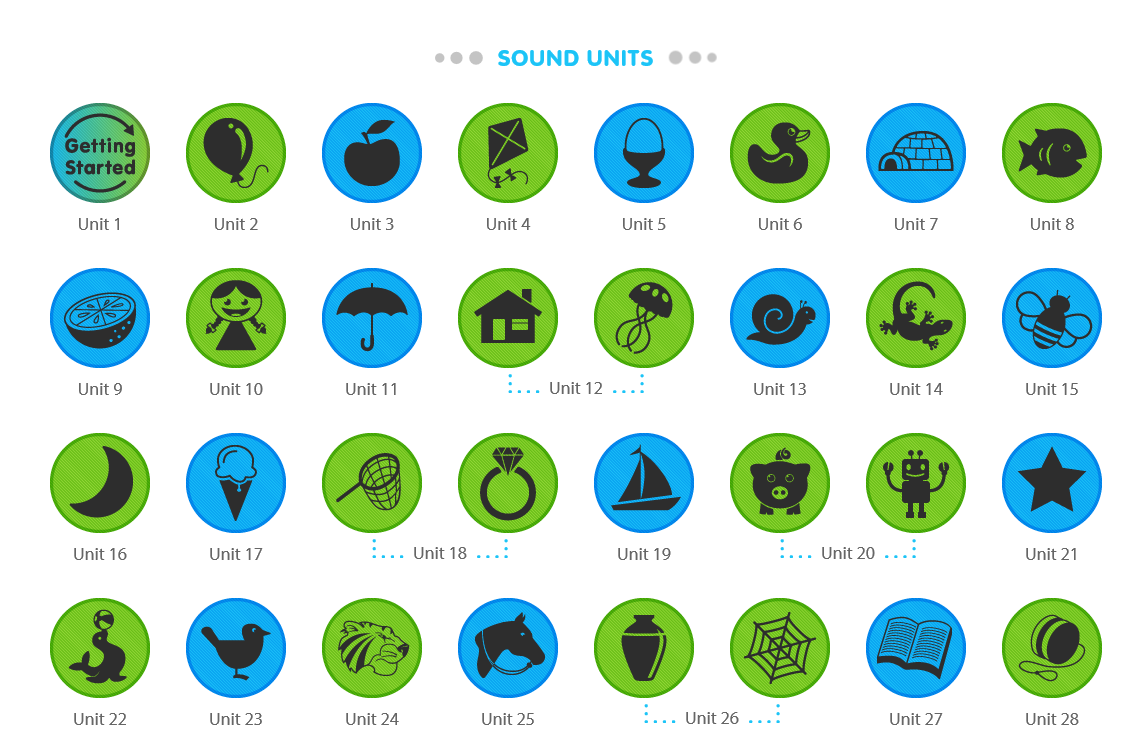 SOUND UNITS
Getting
Started
Unit 1
Unit 2
Unit 3
Unit 4
Unit 5
Unit 6
Unit 7
Unit 8
Unit 9
Unit 10
Unit 11
Unit 12
Unit 13
Unit 14
Unit 15
Unit 16
Unit 17
Unit 18
Unit 19
Unit 20
Unit 21
Unit 22
Unit 23
Unit 24
Unit 25
Unit 26
Unit 27
Unit 28